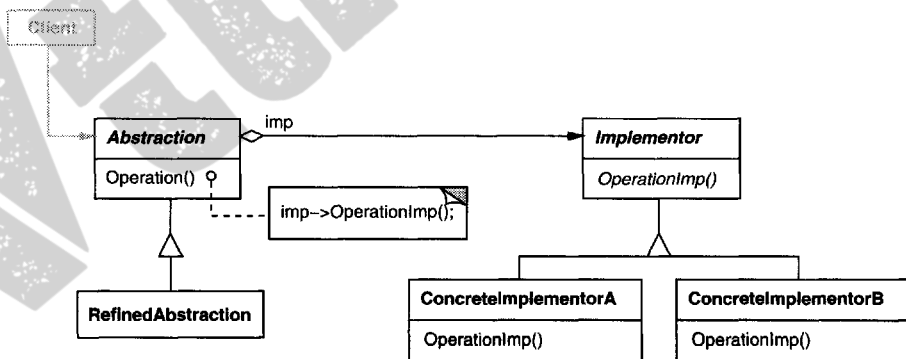 Client
imp
Abstraction
Implementor
Operation()
OperationImp()
imp->OperationImp();
RefinedAbstraction
ConcreteImplementorA
ConcreteImplementorB
OperationImp()
OperationImp()